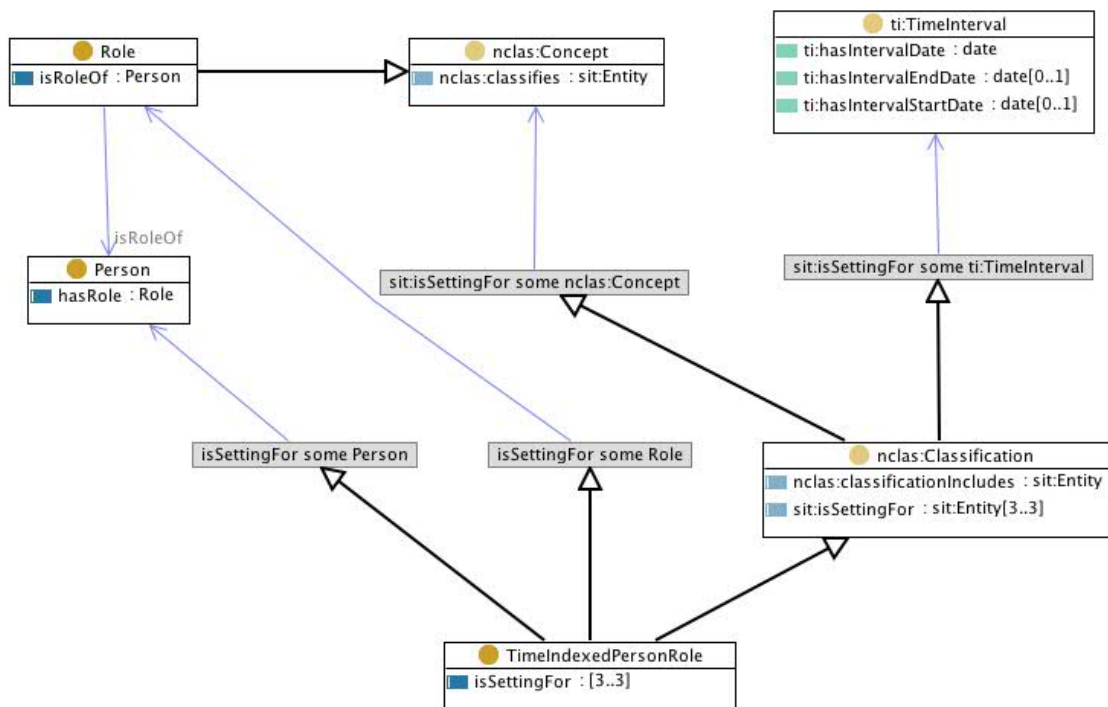 Role
isRoleOf : Person
nclas:Concept
nclas:classifies : sit:Entity
ti:TimeInterval
ti:hasIntervalDate : date
ti:hasIntervalEndDate : date[0..1]
ti:hasIntervalStartDate : date[0..1]
isRoleOf
Person
hasRole : Role
sit:isSettingFor some nclas:Concept
sit:isSettingFor some ti:TimeInterval
isSettingFor some Person
isSettingFor some Role
nclas:Classification
nclas:classificationIncludes : sit:Entity
sit:isSettingFor : sit:Entity[3..3]
TimeIndexedPersonRole
isSettingFor : [3..3]